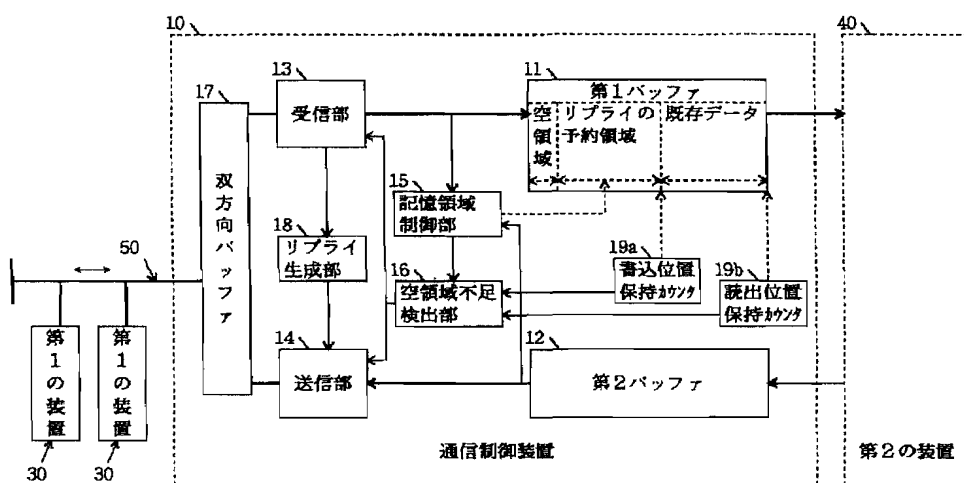 10
40
13
受信部
11
第1バッファ
空領域
リプライの
予約領域
既存データ
17
双方向バッファ
15
記憶領域
制御部
18
リプライ
生成部
50
16
空領域不足
検出部
19a
書込位置
保持カウンタ
19b
読出位置
保持カウンタ
14
送信部
12
第2バッファ
第1の装置
第1の装置
30
30
通信制御装置
第2の装置